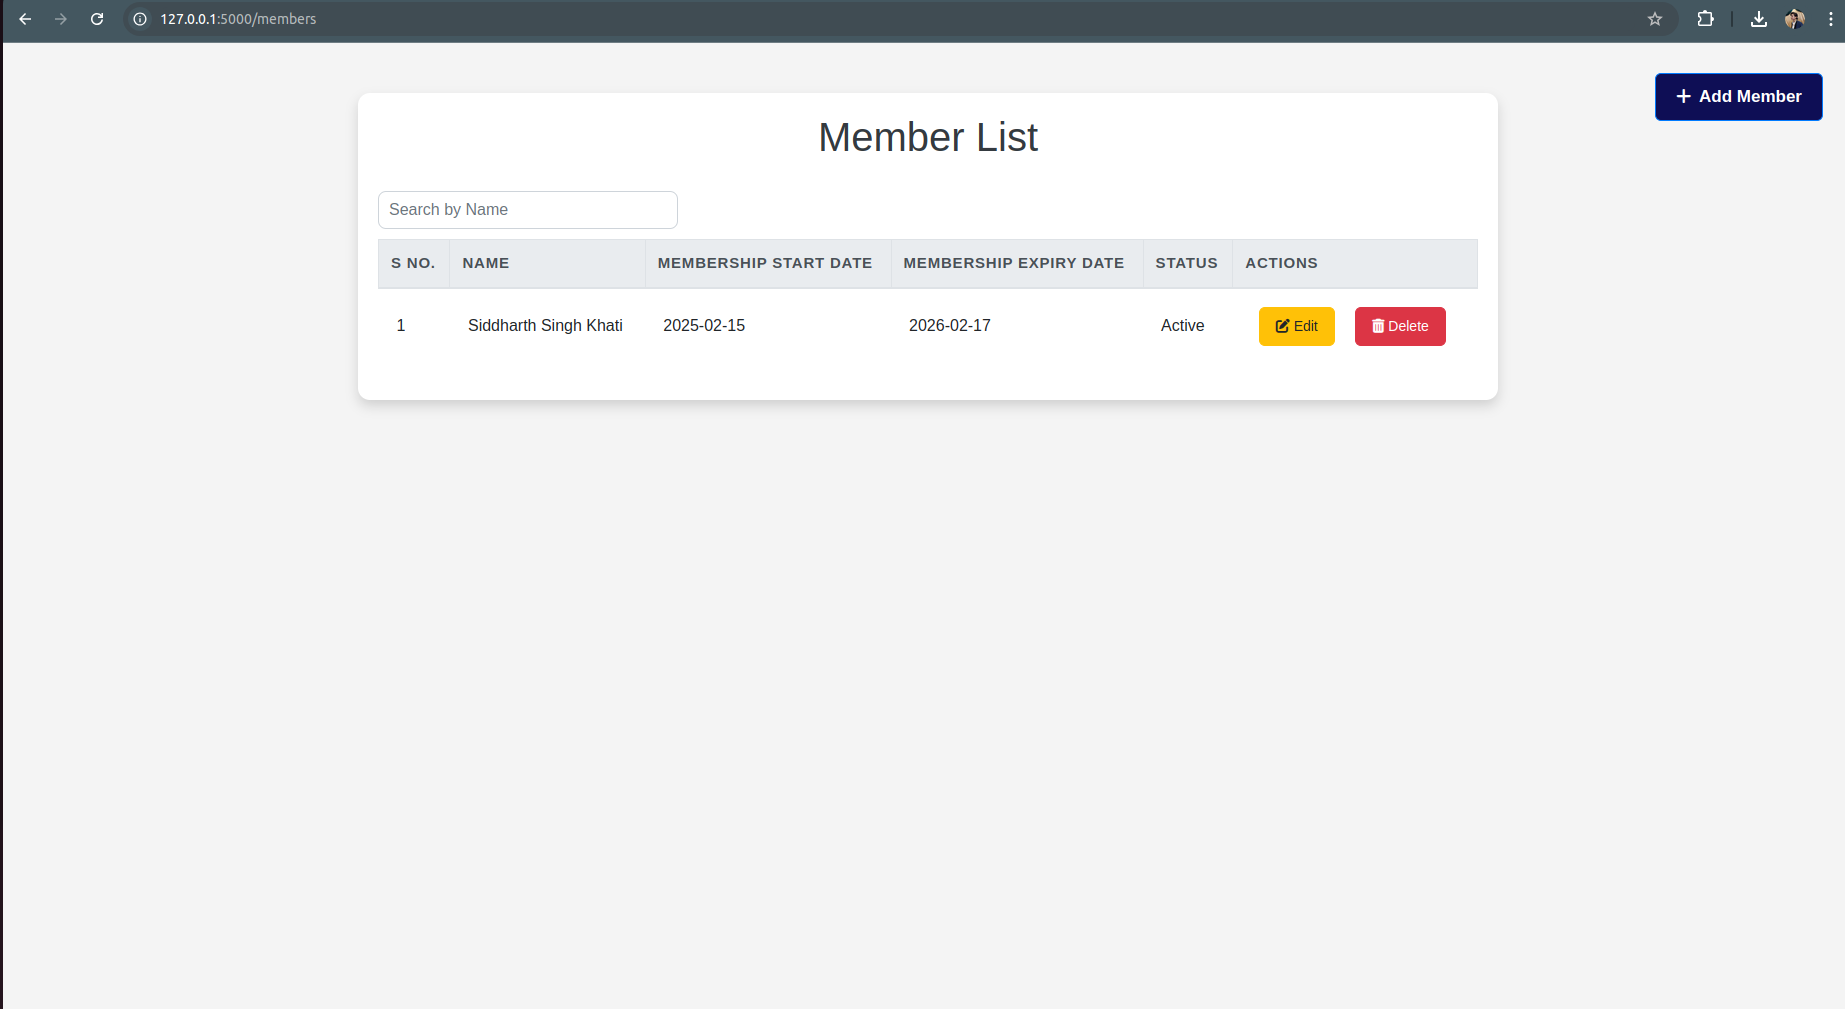 127.0.0.1:5000/members
Add Member
Member List
Search by Name
S NO. NAME MEMBERSHIP START DATE MEMBERSHIP EXPIRY DATE STATUS ACTIONS
1 Siddharth Singh Khati 2025-02-15 2026-02-17 Active Edit Delete